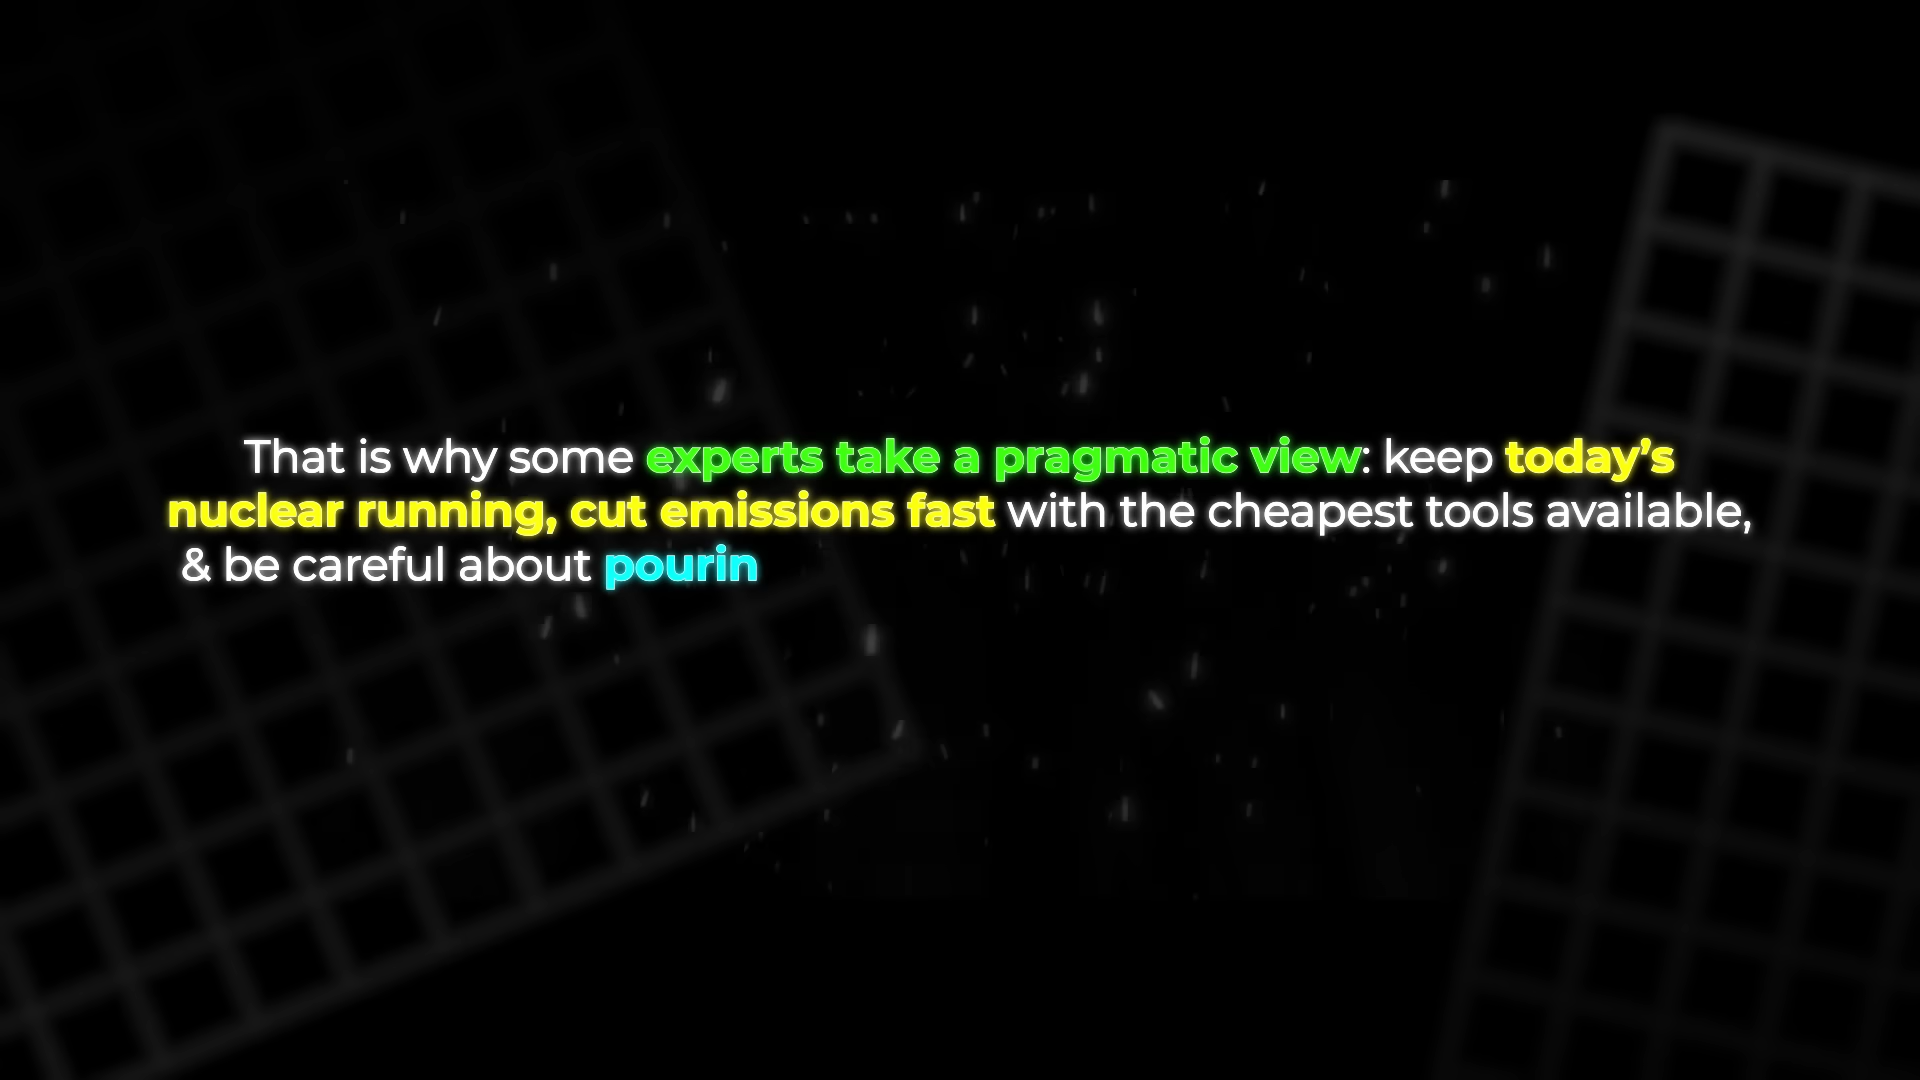 That is why some experts take a pragmatic view: keep today’s
nuclear running, cut emissions fast with the cheapest tools available,
& be careful about pourin